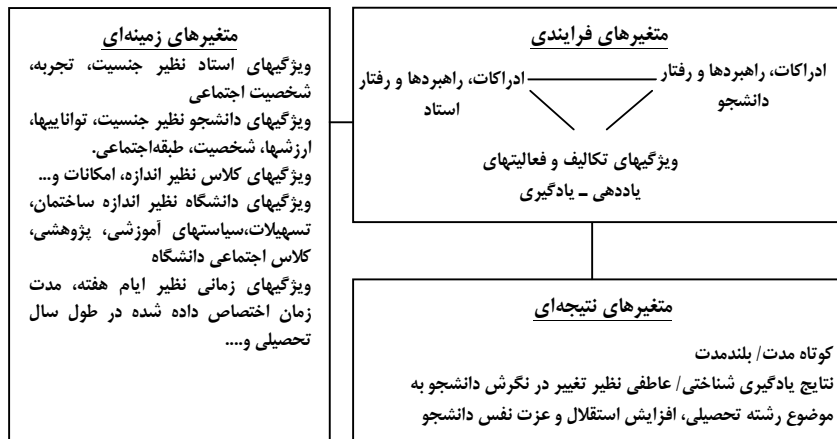 متغیرهای زمینه‌ای
ویژگیهای استاد نظیر جنسیت، تجربه،
شخصیت اجتماعی
ویژگیهای دانشجو نظیر جنسیت، تواناییها،
ارزشها، شخصیت، طبقه‌اجتماعی.
ویژگیهای کلاس نظیر اندازه، امکانات و...
ویژگیهای دانشگاه نظیر اندازه ساختمان،
تسهیلات،سیاستهای آموزشی، پژوهشی،
کلاس اجتماعی دانشگاه
ویژگیهای زمانی نظیر ایام هفته، مدت
زمان اختصاص داده شده در طول سال
تحصیلی و....
متغیرهای فرایندی
ادراکات، راهبردها و رفتار
دانشجو
ادراکات، راهبردها و رفتار
استاد
ویژگیهای تکالیف و فعالیتهای
یاددهی ـ یادگیری
متغیرهای نتیجه‌ای
کوتاه مدت/ بلندمدت
نتایج یادگیری شناختی/ عاطفی نظیر تغییر در نگرش دانشجو به
موضوع رشته تحصیلی، افزایش استقلال و عزت نفس دانشجو